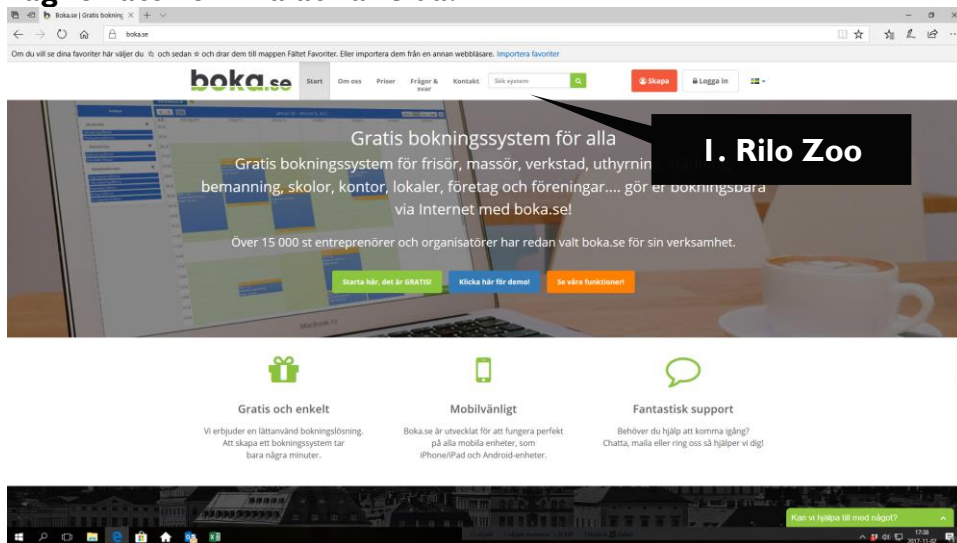 Boka.se | Gratis bokning
boka.se
Om du vill se dina favoriter här väljer du ☆ och sedan ☆ och drar dem till mappen Fältet Favoriter. Eller importera dem från en annan webbläsare. Importera favoriter
boka.se
Start
Om oss
Priser
Frågor &
svar
Kontakt
Sök system
Skapa
Logga in
1. Rilo Zoo
Gratis bokningssystem för alla
Gratis bokningssystem för frisör, massör, verkstad, uthyrning,
bemanning, skolor, kontor, lokaler, företag och föreningar.... gör er bokningsbara
via Internet med boka.se!
Över 15 000 st entreprenörer och organisatörer har redan valt boka.se för sin verksamhet.
Starta här, det är GRATIS!
Klicka här för demo!
Se våra funktioner!
MacBook Air
Gratis och enkelt
Vi erbjuder en lättanvänd bokningslösning.
Att skapa ett bokningssystem tar
bara några minuter.
Mobilvänligt
Boka.se är utvecklat för att fungera perfekt
på alla mobila enheter, som
iPhone/iPad och Android-enheter.
Fantastisk support
Behöver du hjälp att komma igång?
Chatta, maila eller ring oss så hjälper vi dig!
Kan vi hjälpa till med något?
17:08
2017-11-02